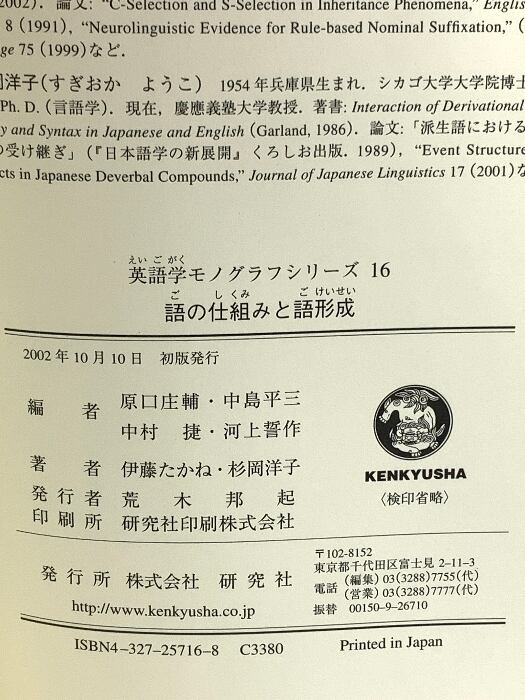 2002). 論文: "C-Selection and S-Selection in Inheritance Phenomena," English
8 (1991), "Neurolinguistic Evidence for Rule-based Nominal Suffixation,"
75 (1999) など.
洋子(すぎおか ようこ) 1954年兵庫県生まれ. シカゴ大学大学院博士
Ph. D. (言語学). 現在, 慶應義塾大学教授. 著書: Interaction of Derivational
and Syntax in Japanese and English (Garland, 1986). 論文:「派生語における
の受け継ぎ」(『日本語学の新展開』くろしお出版. 1989), "Event Structure
in Japanese Deverbal Compounds," Journal of Japanese Linguistics 17 (2001) な
えいごがく
英語学モノグラフシリーズ 16
ご しくみ ごけいせい
語の仕組みと語形成
2002年10月10日 初版発行
編者 原口庄輔・中島平三
中村 捷・河上誓作
著者 伊藤たかね・杉岡洋子
発行者 荒木邦起
印刷所 研究社印刷株式会社
KENKYUSHA
〈検印省略〉
発行所 株式会社 研究社
http://www.kenkyusha.co.jp
〒102-8152
東京都千代田区富士見 2-11-3
電話 (編集) 03(3288)7755(代)
(営業) 03(3288)7777(代)
振替 00150-9-26710
ISBN4-327-25716-8 C3380 Printed in Japan